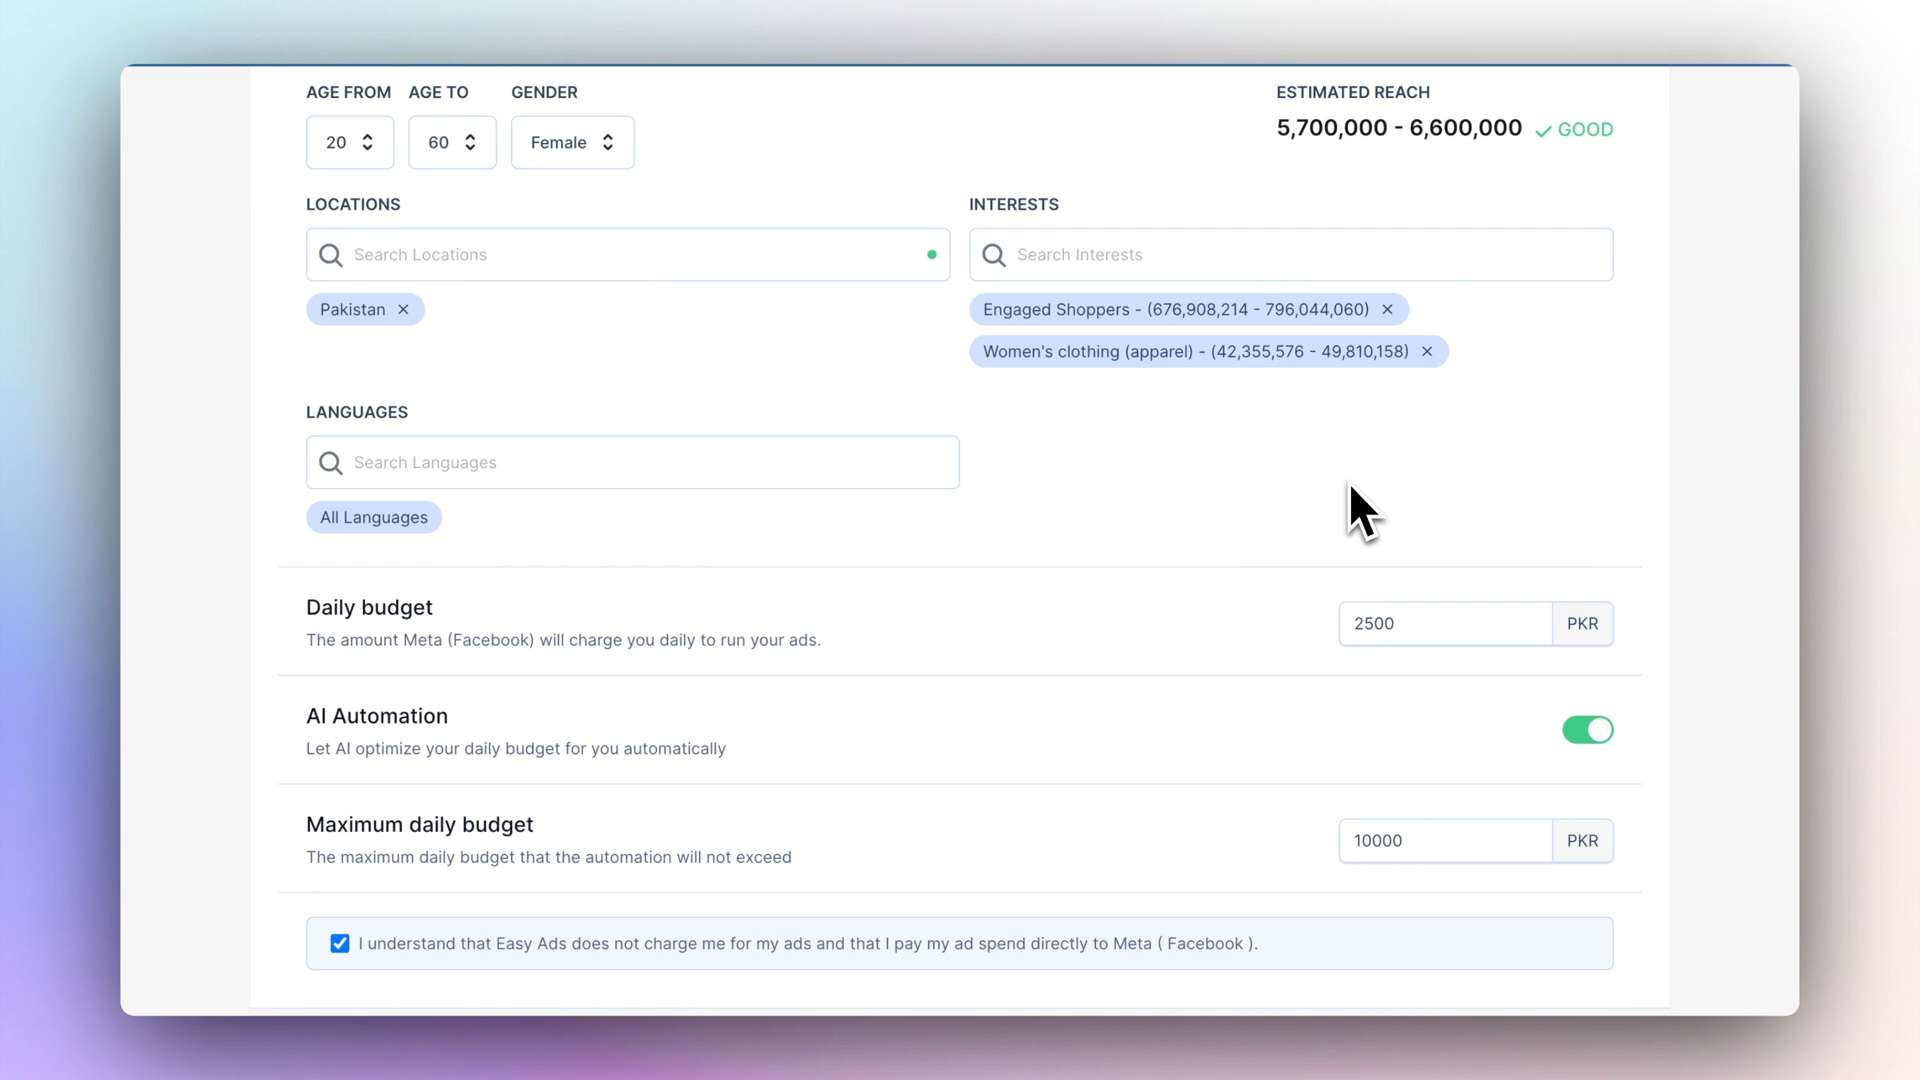 AGE FROM AGE TO GENDER ESTIMATED REACH
20 60 Female 5,700,000 - 6,600,000 GOOD
LOCATIONS INTERESTS
Search Locations Search Interests
Pakistan × Engaged Shoppers - (676,908,214 - 796,044,060) ×
Women's clothing (apparel) - (42,355,576 - 49,810,158) ×
LANGUAGES
Search Languages
All Languages
Daily budget
The amount Meta (Facebook) will charge you daily to run your ads.
2500 PKR
AI Automation
Let AI optimize your daily budget for you automatically
Maximum daily budget
The maximum daily budget that the automation will not exceed
10000 PKR
I understand that Easy Ads does not charge me for my ads and that I pay my ad spend directly to Meta ( Facebook ).